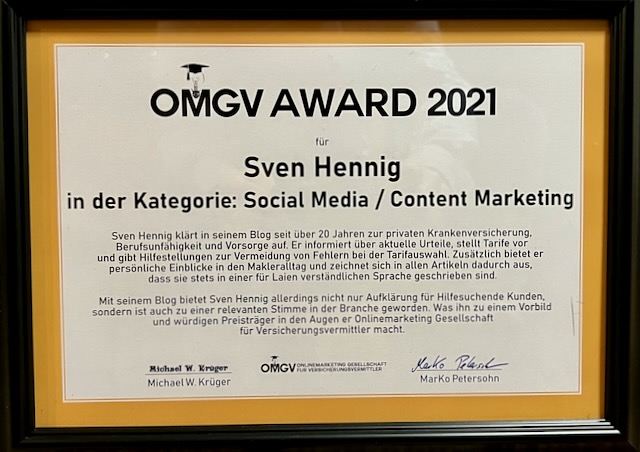 OMGV AWARD 2021
für
Sven Hennig
in der Kategorie: Social Media / Content Marketing
Sven Hennig klärt in seinem Blog seit über 20 Jahren zur privaten Krankenversicherung,
Berufsunfähigkeit und Vorsorge auf. Er informiert über aktuelle Urteile, stellt Tarife vor
und gibt Hilfestellungen zur Vermeidung von Fehlern bei der Tarifauswahl. Zusätzlich bietet er
persönliche Einblicke in den Makleralltag und zeichnet sich in allen Artikeln dadurch aus,
dass sie stets in einer für Laien verständlichen Sprache geschrieben sind.
Mit seinem Blog bietet Sven Hennig allerdings nicht nur Aufklärung für Hilfesuchende Kunden,
sondern ist auch zu einer relevanten Stimme in der Branche geworden. Was ihn zu einem Vorbild
und würdigen Preisträger in den Augen er Onlinemarketing Gesellschaft
für Versicherungsvermittler macht.
Michael W. Krüger
Michael W. Krüger
OMGV ONLINEMARKETING GESELLSCHAFT
FÜR VERSICHERUNGSVERMITTLER
MarKo Petersohn